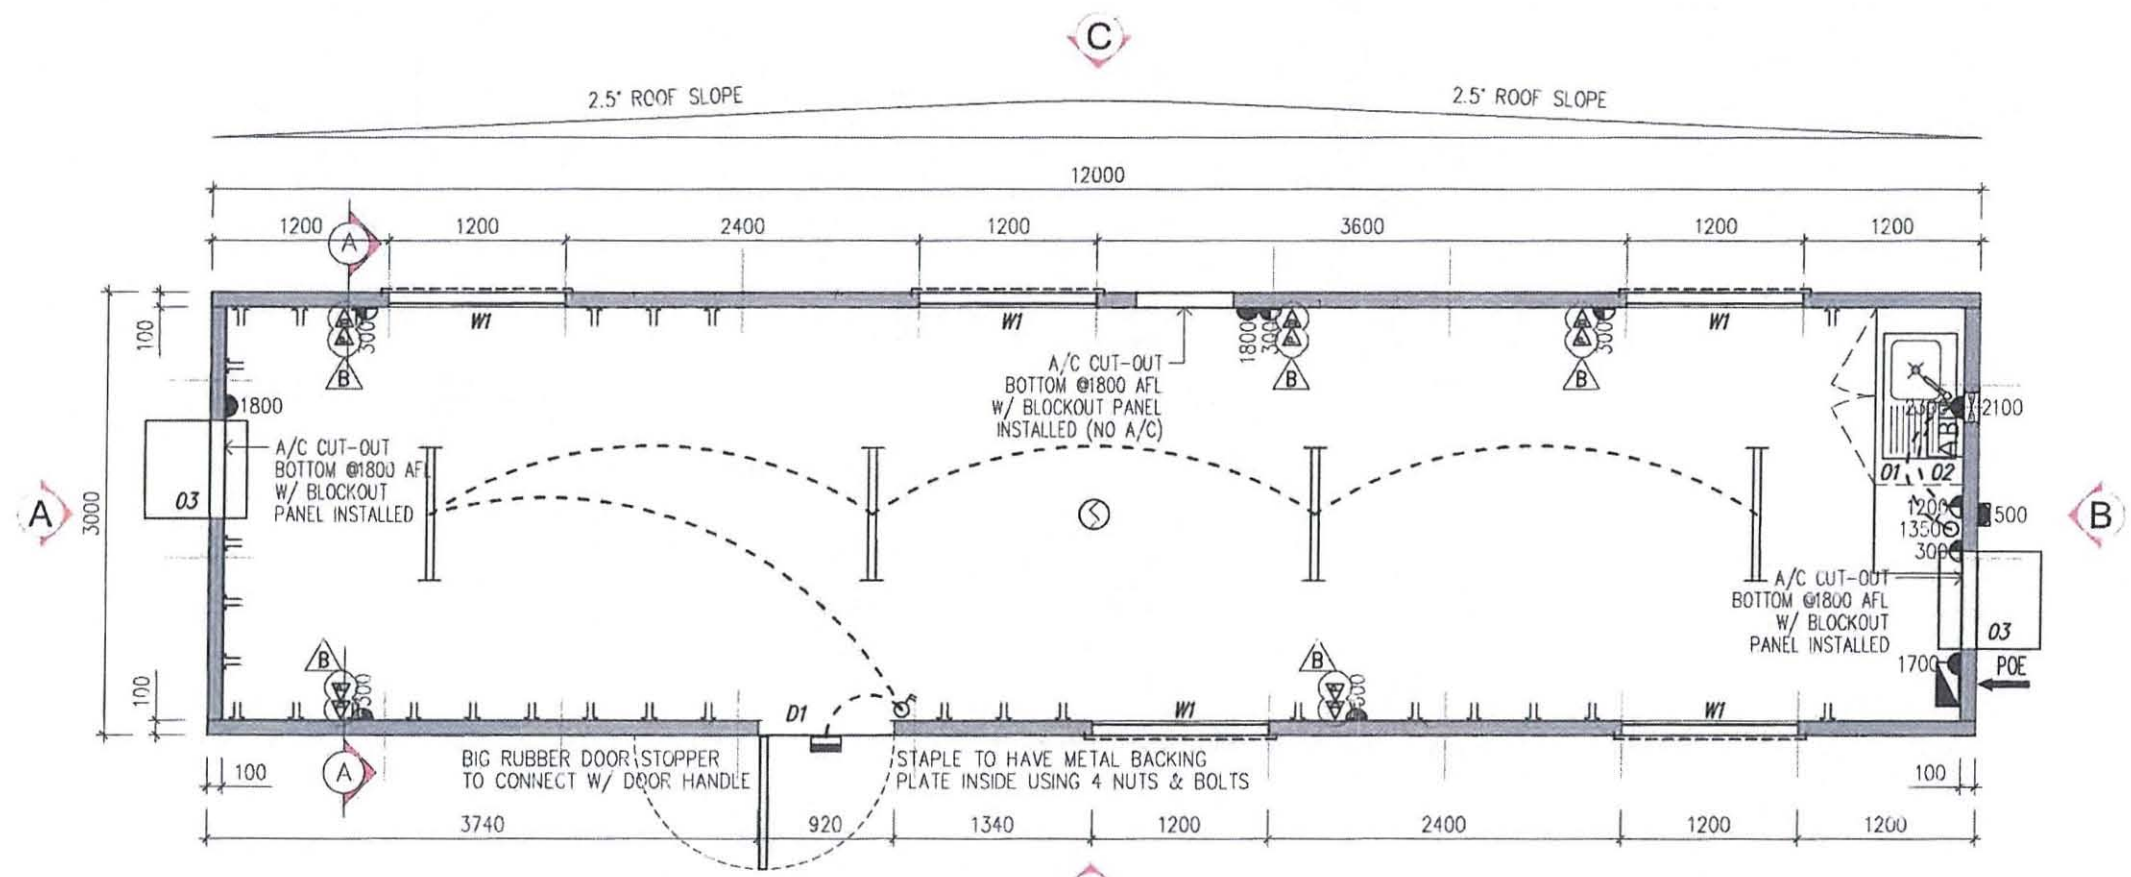 C
2.5° ROOF SLOPE
2.5° ROOF SLOPE
12000
1200
1200
2400
1200
3600
1200
1200
A
100
W1
W1
W1
300
1800
300
300
B
B
B
A/C CUT-OUT
BOTTOM @1800 AFL
W/ BLOCKOUT PANEL
INSTALLED (NO A/C)
1800
2100
A/C CUT-OUT
BOTTOM @1800 AFL
W/ BLOCKOUT
PANEL INSTALLED
03
01
02
A
3000
1200
1350
300
500
B
A/C CUT-OUT
BOTTOM @1800 AFL
W/ BLOCKOUT
PANEL INSTALLED
03
1700
POE
B
B
100
D1
W1
W1
A
BIG RUBBER DOOR STOPPER
TO CONNECT W/ DOOR HANDLE
STAPLE TO HAVE METAL BACKING
PLATE INSIDE USING 4 NUTS & BOLTS
100
100
3740
920
1340
1200
2400
1200
1200